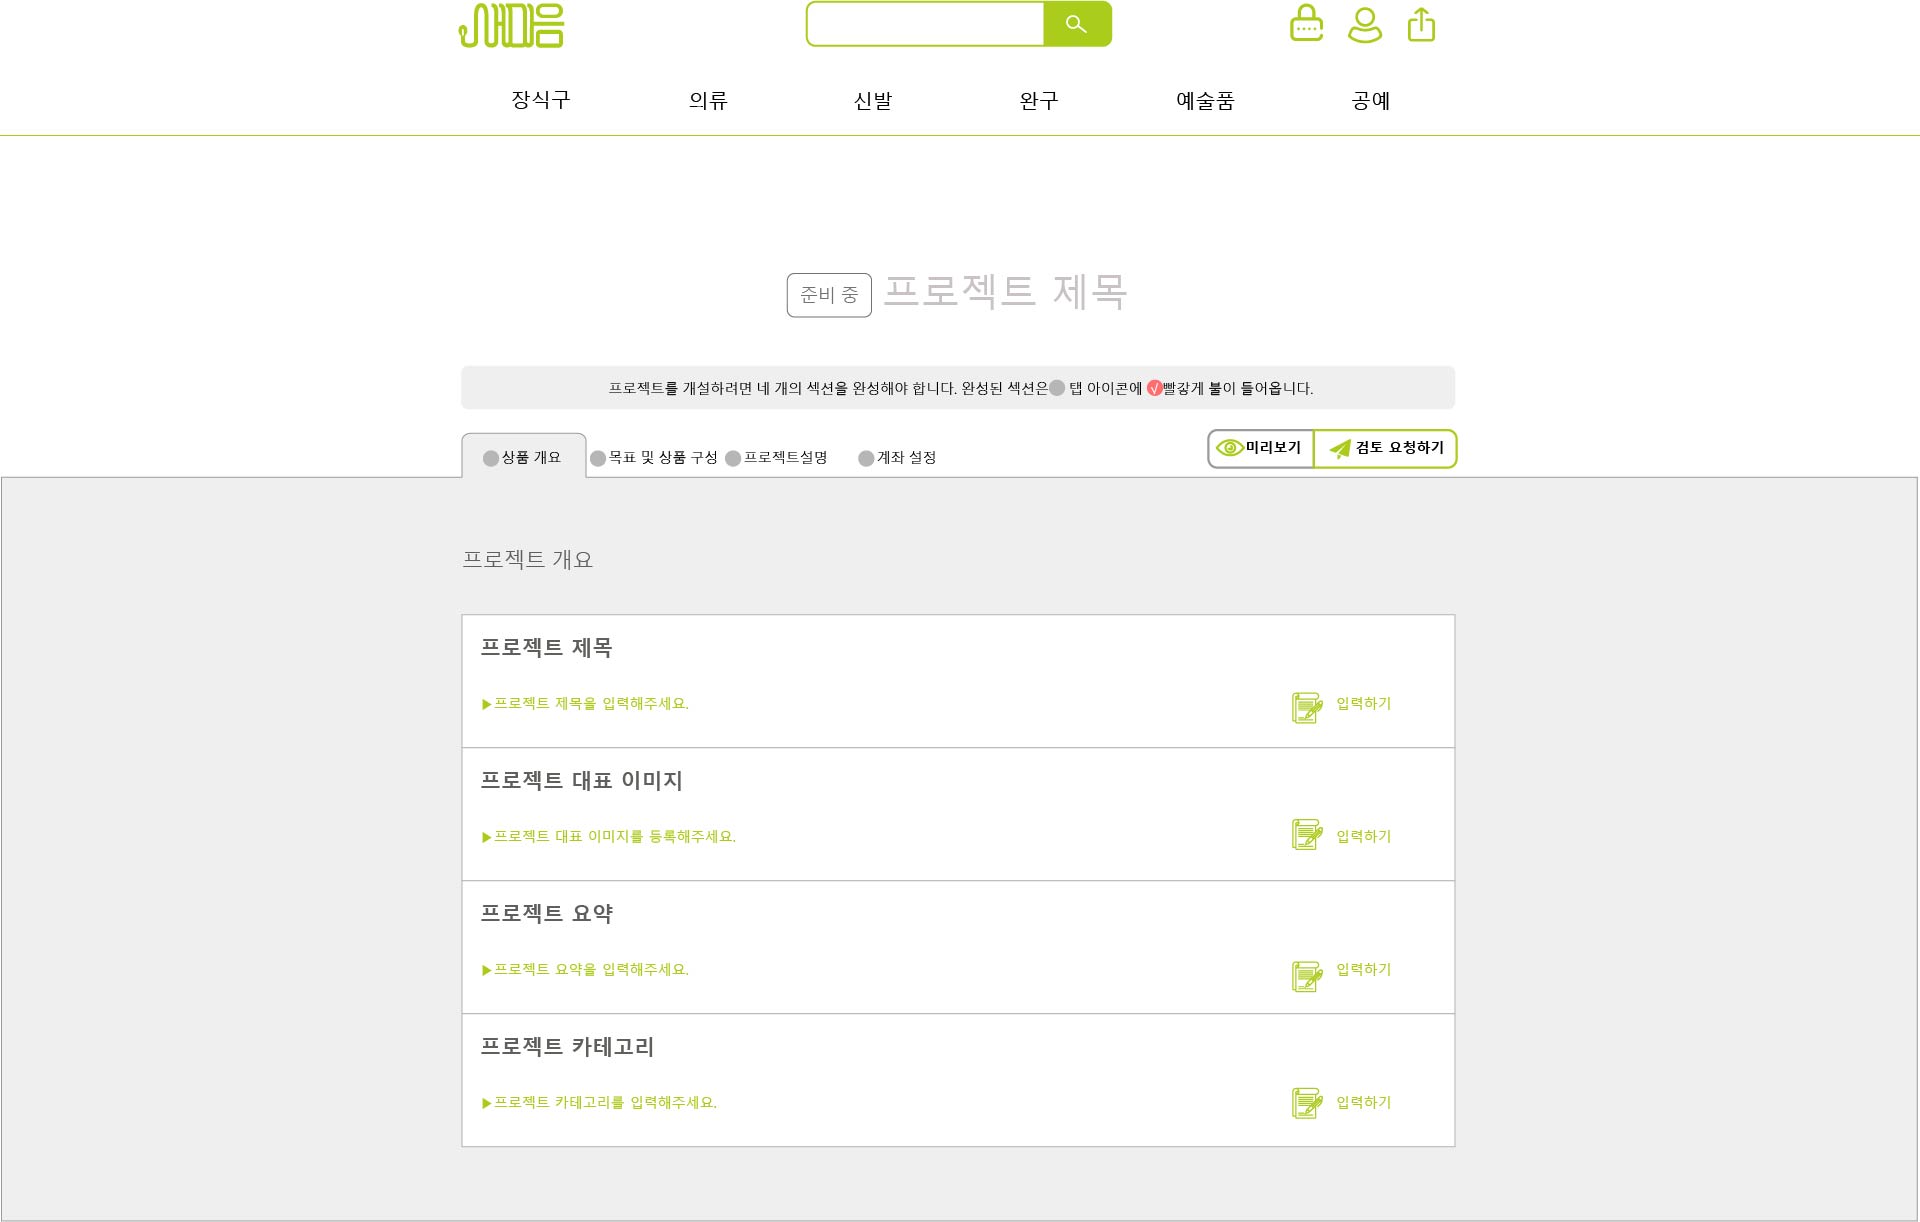 새마음
장식구 의류 신발 완구 예술품 공예
준비 중 프로젝트 제목
프로젝트를 개설하려면 네 개의 섹션을 완성해야 합니다. 완성된 섹션은 탭 아이콘에 √ 빨갛게 불이 들어옵니다.
상품 개요 목표 및 상품 구성 프로젝트설명 계좌 설정 미리보기 검토 요청하기
프로젝트 개요
프로젝트 제목
▶프로젝트 제목을 입력해주세요. 입력하기
프로젝트 대표 이미지
▶프로젝트 대표 이미지를 등록해주세요. 입력하기
프로젝트 요약
▶프로젝트 요약을 입력해주세요. 입력하기
프로젝트 카테고리
▶프로젝트 카테고리를 입력해주세요. 입력하기